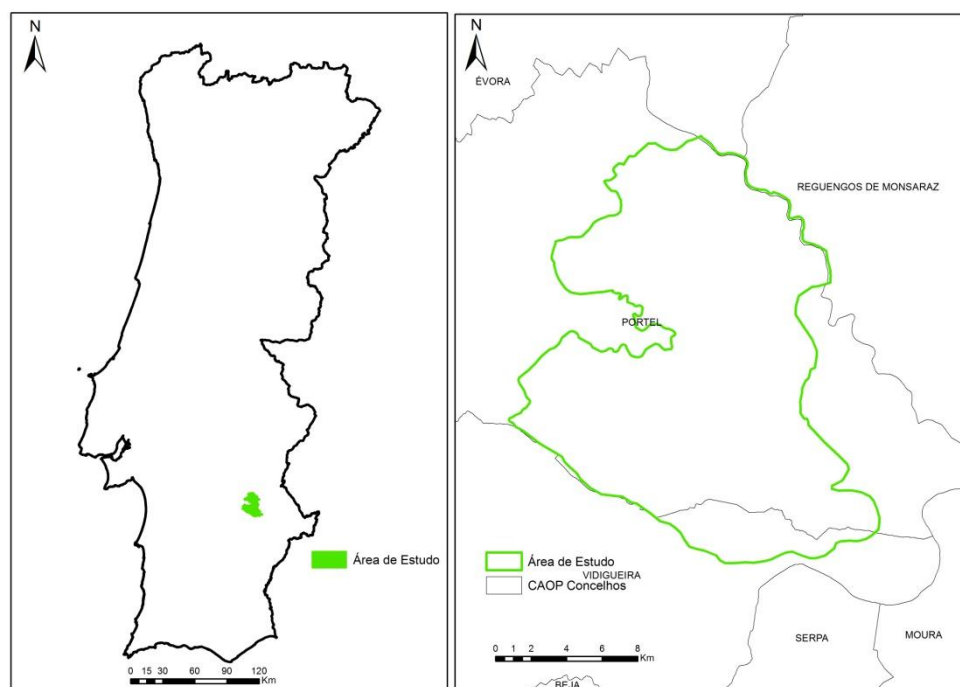 N
Área de Estudo
0 15 30 60 90 120
Km
N
ÉVORA
REGUENGOS DE MONSARAZ
PORTEL
Área de Estudo
VIDIGUEIRA
CAOP Concelhos
SERPA
MOURA
0 1 2 4 6 8
Km
BEJA